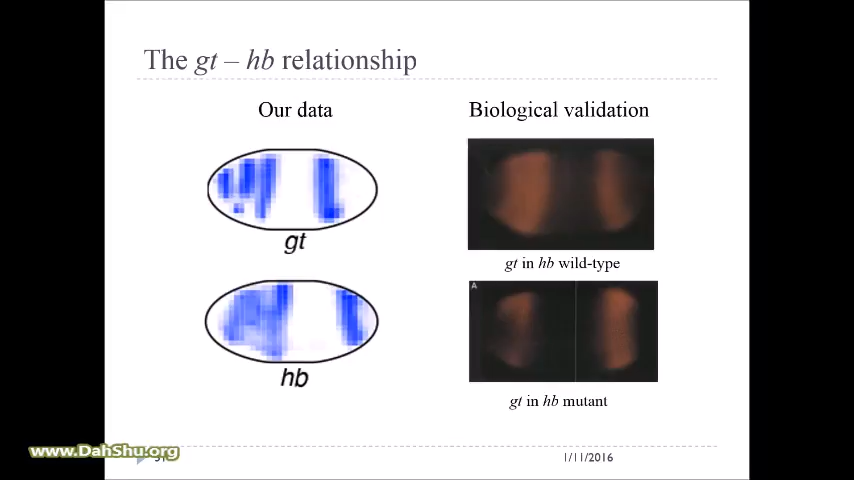 The gt – hb relationship
Our data
Biological validation
gt
gt in hb wild-type
A
hb
gt in hb mutant
www.DahShu.org
1/11/2016